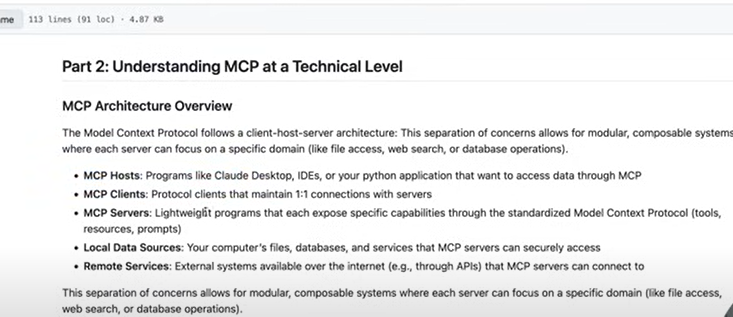 me 113 lines (91 loc) · 4.87 KB
Part 2: Understanding MCP at a Technical Level
MCP Architecture Overview
The Model Context Protocol follows a client-host-server architecture: This separation of concerns allows for modular, composable systems
where each server can focus on a specific domain (like file access, web search, or database operations).
• MCP Hosts: Programs like Claude Desktop, IDEs, or your python application that want to access data through MCP
• MCP Clients: Protocol clients that maintain 1:1 connections with servers
• MCP Servers: Lightweight programs that each expose specific capabilities through the standardized Model Context Protocol (tools,
resources, prompts)
• Local Data Sources: Your computer's files, databases, and services that MCP servers can securely access
• Remote Services: External systems available over the internet (e.g., through APIs) that MCP servers can connect to
This separation of concerns allows for modular, composable systems where each server can focus on a specific domain (like file access,
web search, or database operations).